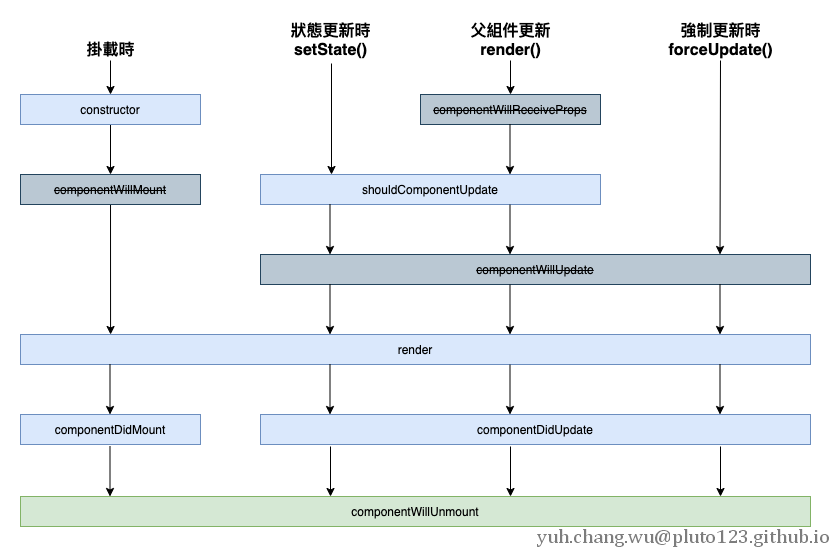 掛載時
狀態更新時
setState()
父組件更新
render()
強制更新時
forceUpdate()
constructor
componentWillReceiveProps
componentWillMount
shouldComponentUpdate
componentWillUpdate
render
componentDidMount
componentDidUpdate
componentWillUnmount
yuh.chang.wu@pluto123.github.io